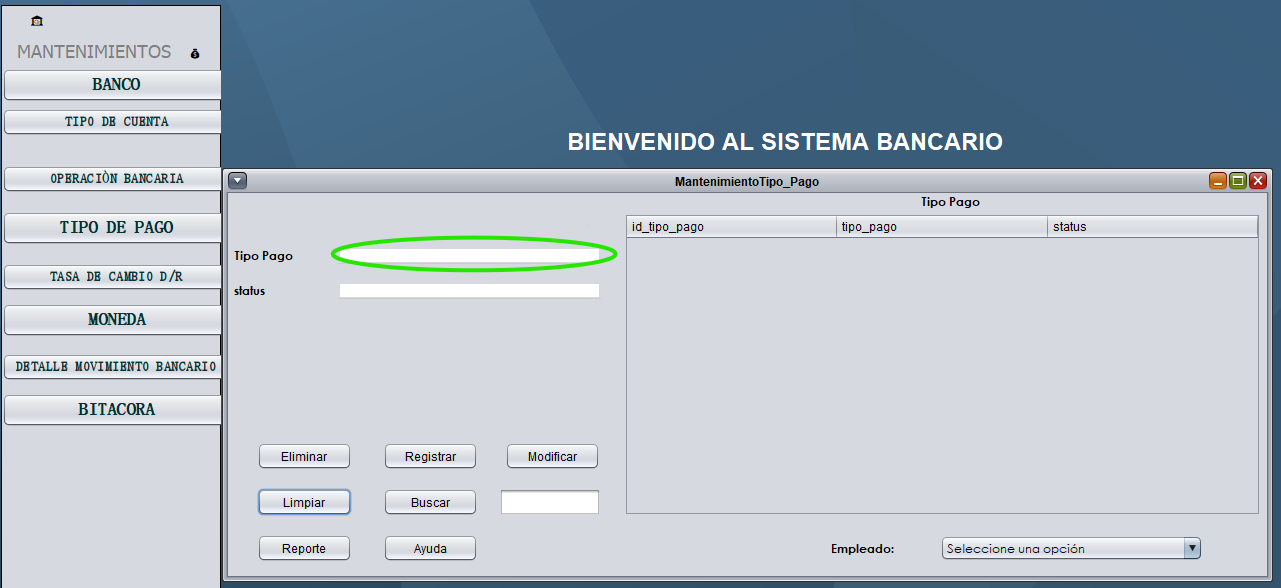 MANTENIMIENTOS
BANCO
TIPO DE CUENTA
OPERACIÒN BANCARIA
TIPO DE PAGO
TASA DE CAMBIO D/R
MONEDA
DETALLE MOVIMIENTO BANCARIO
BITACORA
BIENVENIDO AL SISTEMA BANCARIO
MantenimientoTipo_Pago
Tipo Pago
status
Eliminar Registrar Modificar
Limpiar Buscar
Reporte Ayuda
Tipo Pago
id_tipo_pago tipo_pago status
Empleado: Seleccione una opción